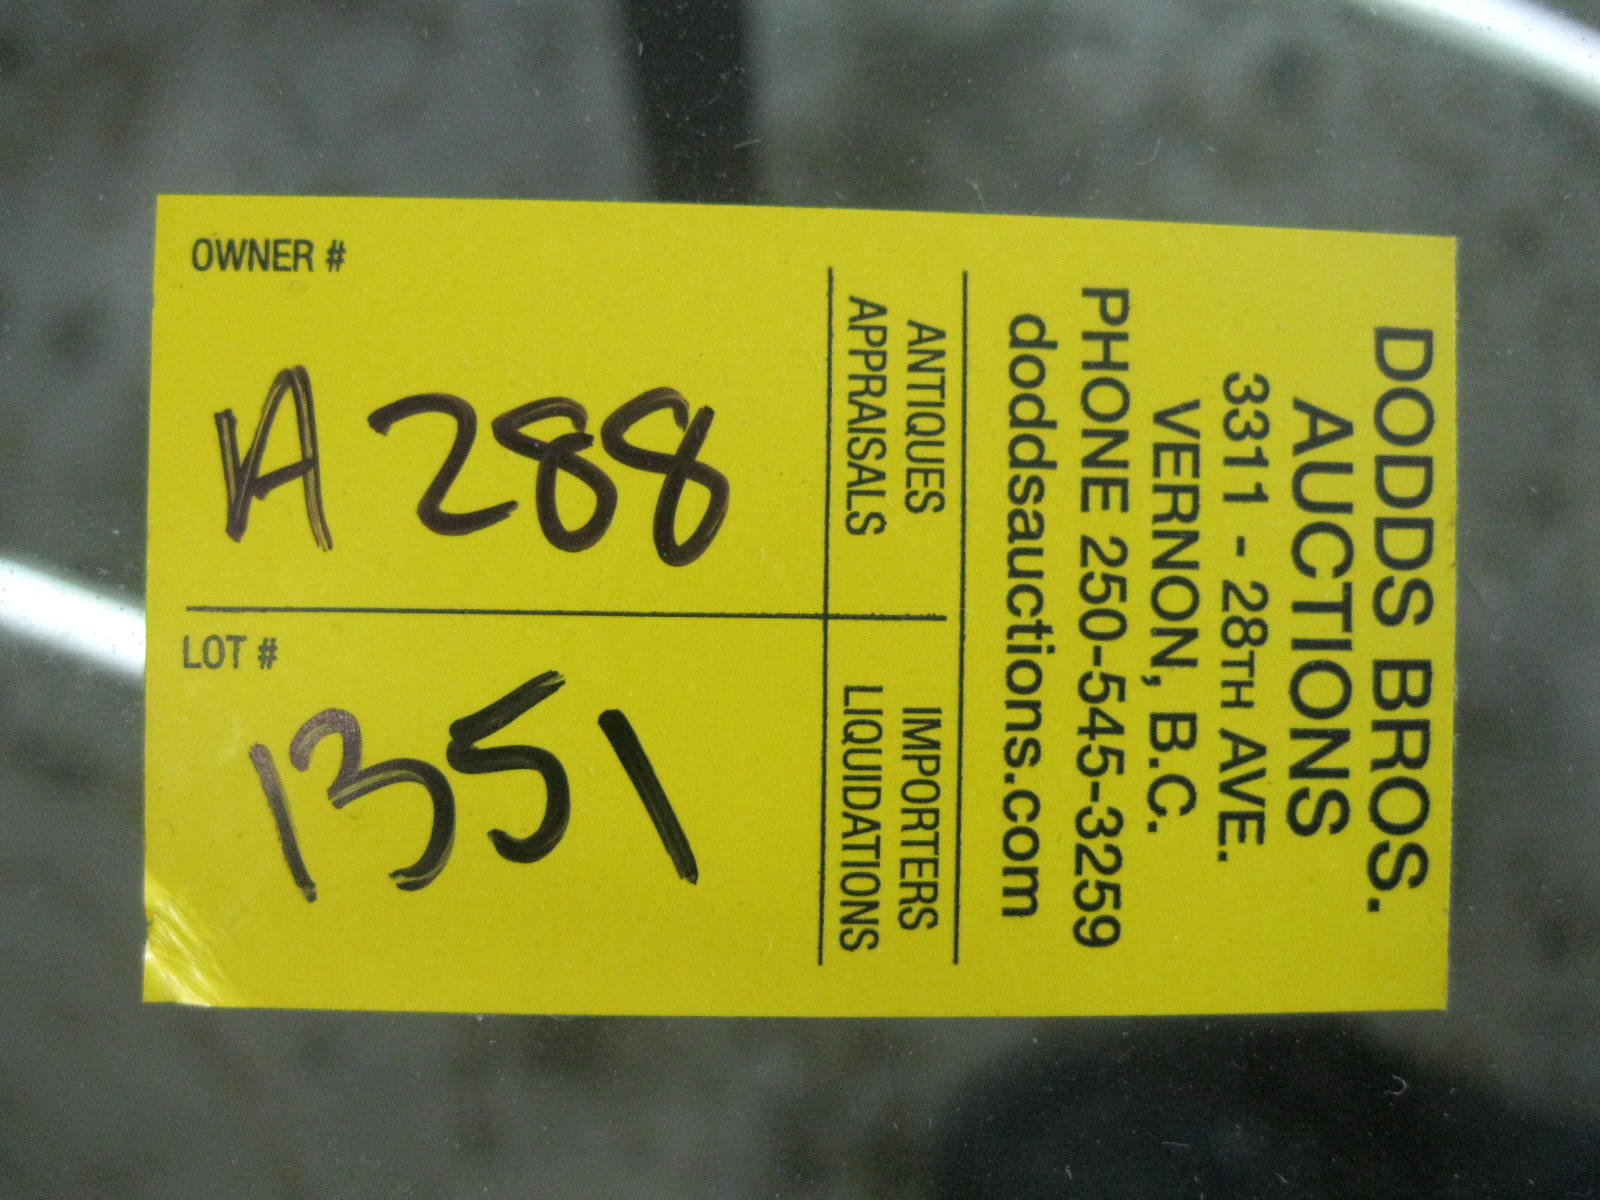 DODDS BROS.
AUCTIONS
3311 - 28TH AVE.
VERNON, B.C.
PHONE 250-545-3259
doddsauctions.com
ANTIQUES
APPRAISALS
IMPORTERS
LIQUIDATIONS
OWNER #
A 288
LOT #
1351